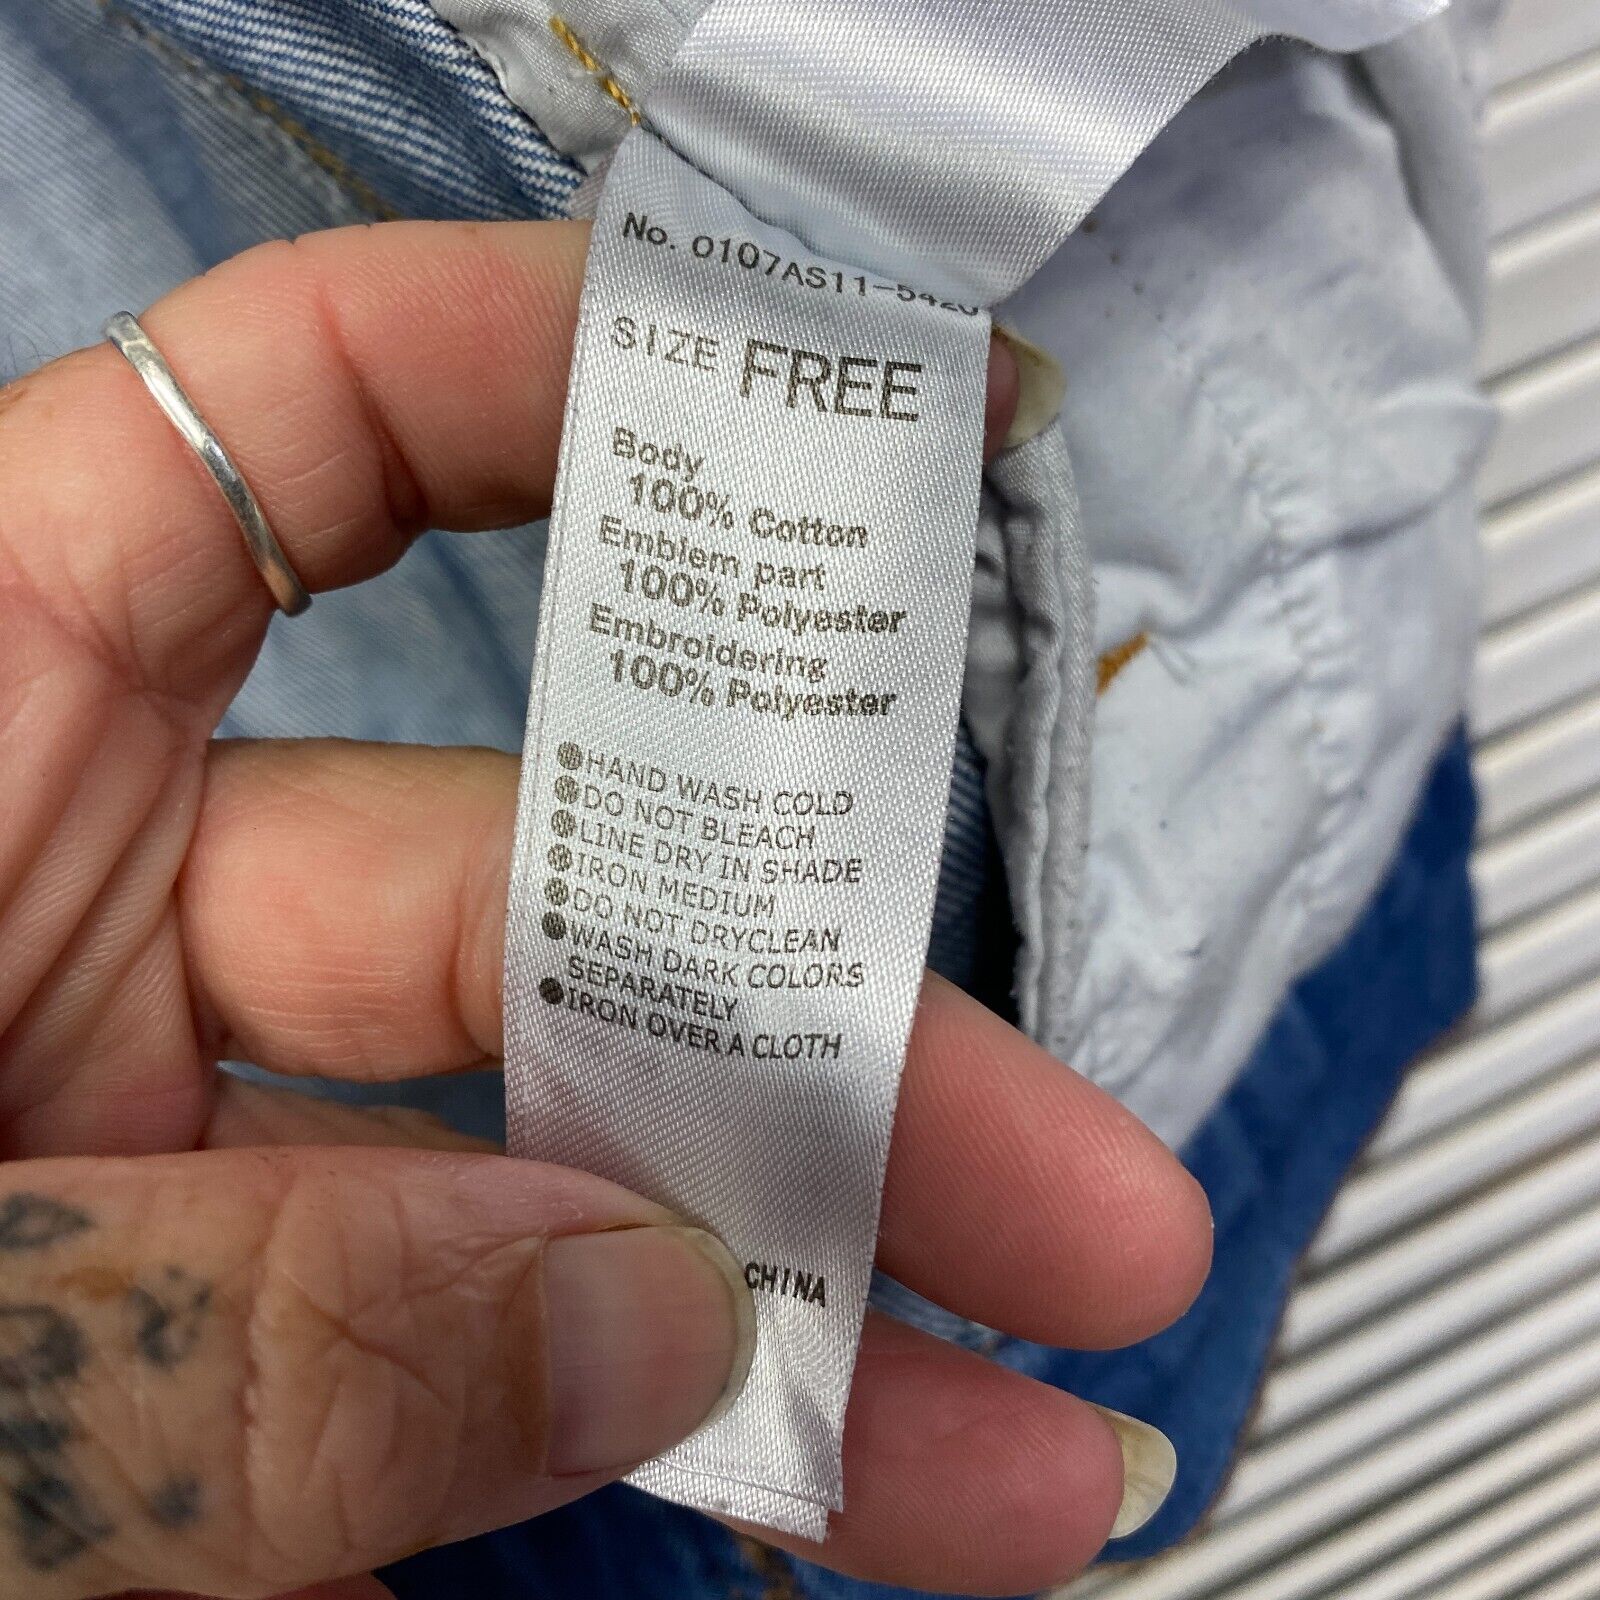 No. 0107AS11-5420
SIZE FREE
Body
100% Cotton
Emblem part
100% Polyester
Embroidering
100% Polyester
●HAND WASH COLD
●DO NOT BLEACH
●LINE DRY IN SHADE
●IRON MEDIUM
●DO NOT DRYCLEAN
●WASH DARK COLORS
SEPARATELY
●IRON OVER A CLOTH
CHINA